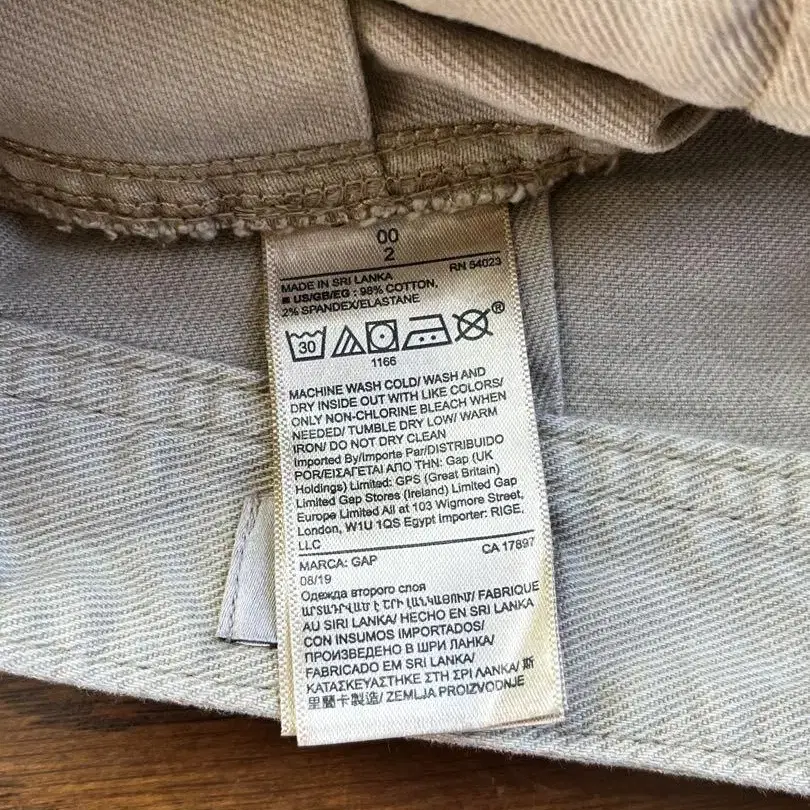 00
2
MADE IN SRI LANKA RN 54023
■ US/GB/EG : 98% COTTON,
2% SPANDEX/ELASTANE
30
®
1166
MACHINE WASH COLD/ WASH AND
DRY INSIDE OUT WITH LIKE COLORS/
ONLY NON-CHLORINE BLEACH WHEN
NEEDED/ TUMBLE DRY LOW/ WARM
IRON/ DO NOT DRY CLEAN
Imported By/Importe Par/DISTRIBUIDO
POR/ΕΙΣΑΓΕΤΑΙ ΑΠΟ ΤΗΝ: Gap (UK
Holdings) Limited: GPS (Great Britain)
Limited Gap Stores (Ireland) Limited Gap
Europe Limited All at 103 Wigmore Street,
London, W1U 1QS Egypt Importer: RIGE,
LLC
MARCA: GAP CA 17897
08/19
Одежда второго слоя
ԱՐՏԱԴՐՎԱԾ Է ՇՐԻ ԼԱՆԿԱՅՈՒՄ/ FABRIQUE
AU SRI LANKA/ HECHO EN SRI LANKA
CON INSUMOS IMPORTADOS/
ПРОИЗВЕДЕНО В ШРИ ЛАНКА/
FABRICADO EM SRI LANKA/
ΚΑΤΑΣΚΕΥΑΣΤΗΚΕ ΣΤΗ ΣΡΙ ΛΑΝΚΑ/ 斯
里蘭卡製造/ ZEMLJA PROIZVODNJE